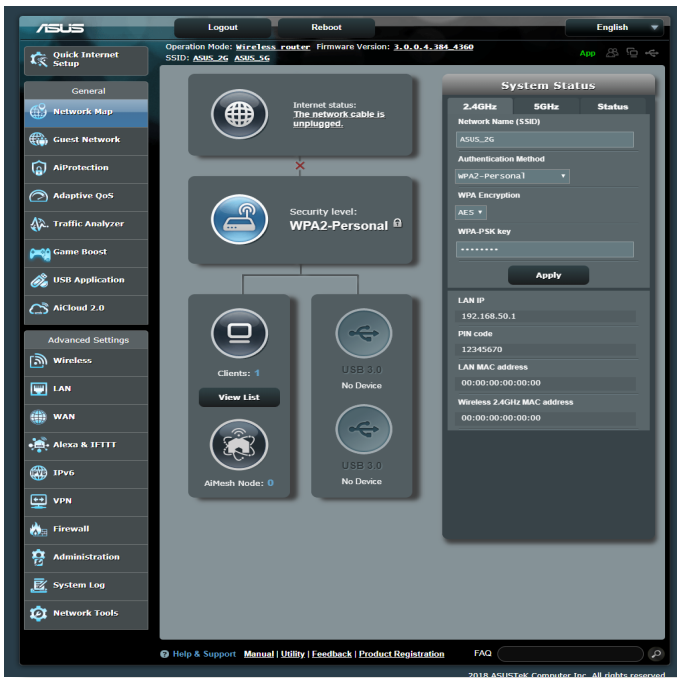 ASUS
Logout
Reboot
English
Quick Internet
Setup
Operation Mode: Wireless router Firmware Version: 3.0.0.4.384_4360
SSID: ASUS_2G ASUS_5G
App
General
Network Map
Guest Network
AiProtection
Adaptive QoS
Traffic Analyzer
Game Boost
USB Application
AiCloud 2.0
Advanced Settings
Wireless
LAN
WAN
Alexa & IFTTT
IPv6
VPN
Firewall
Administration
System Log
Network Tools
Internet status:
The network cable is
unplugged.
Security level:
WPA2-Personal
Clients: 1
View List
AiMesh Node: 0
USB 3.0
No Device
USB 3.0
No Device
System Status
2.4GHz
5GHz
Status
Network Name (SSID)
ASUS_2G
Authentication Method
WPA2-Personal
WPA Encryption
AES
WPA-PSK key
••••••••
Apply
LAN IP
192.168.50.1
PIN code
12345670
LAN MAC address
00:00:00:00:00:00
Wireless 2.4GHz MAC address
00:00:00:00:00:00
Help & Support Manual | Utility | Feedback | Product Registration
FAQ
2018 ASUSTeK Computer Inc. All rights reserved